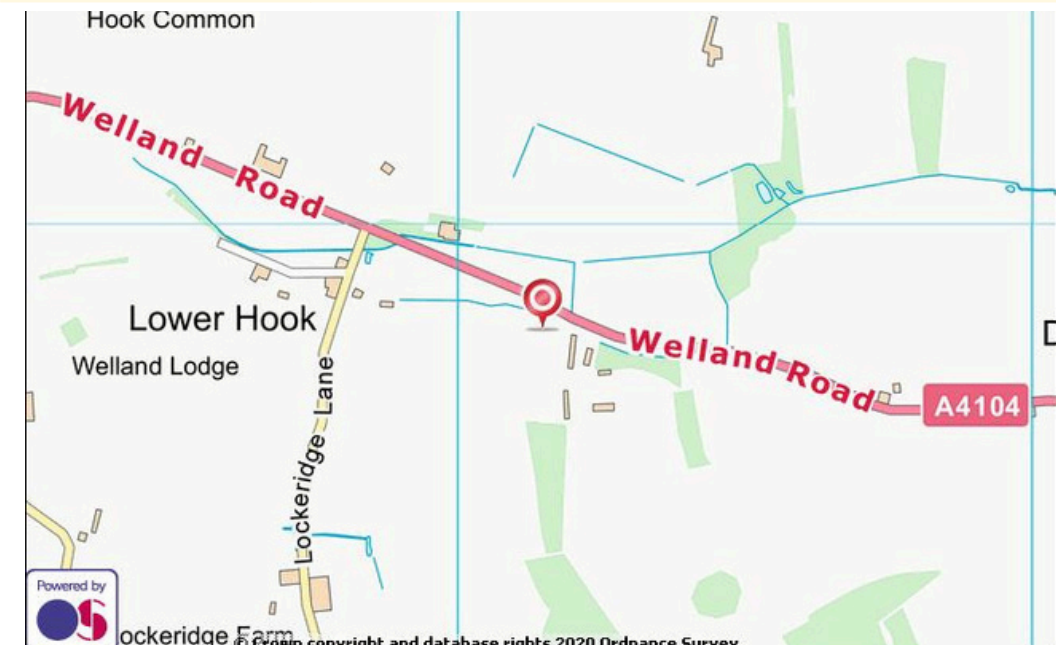 Hook Common
Welland Road
Lower Hook
Welland Lodge
Welland Road
A4104
Lockeridge Lane
Powered by
OS
ockeridge Farm
© Crown copyright and database rights 2020 Ordnance Survey